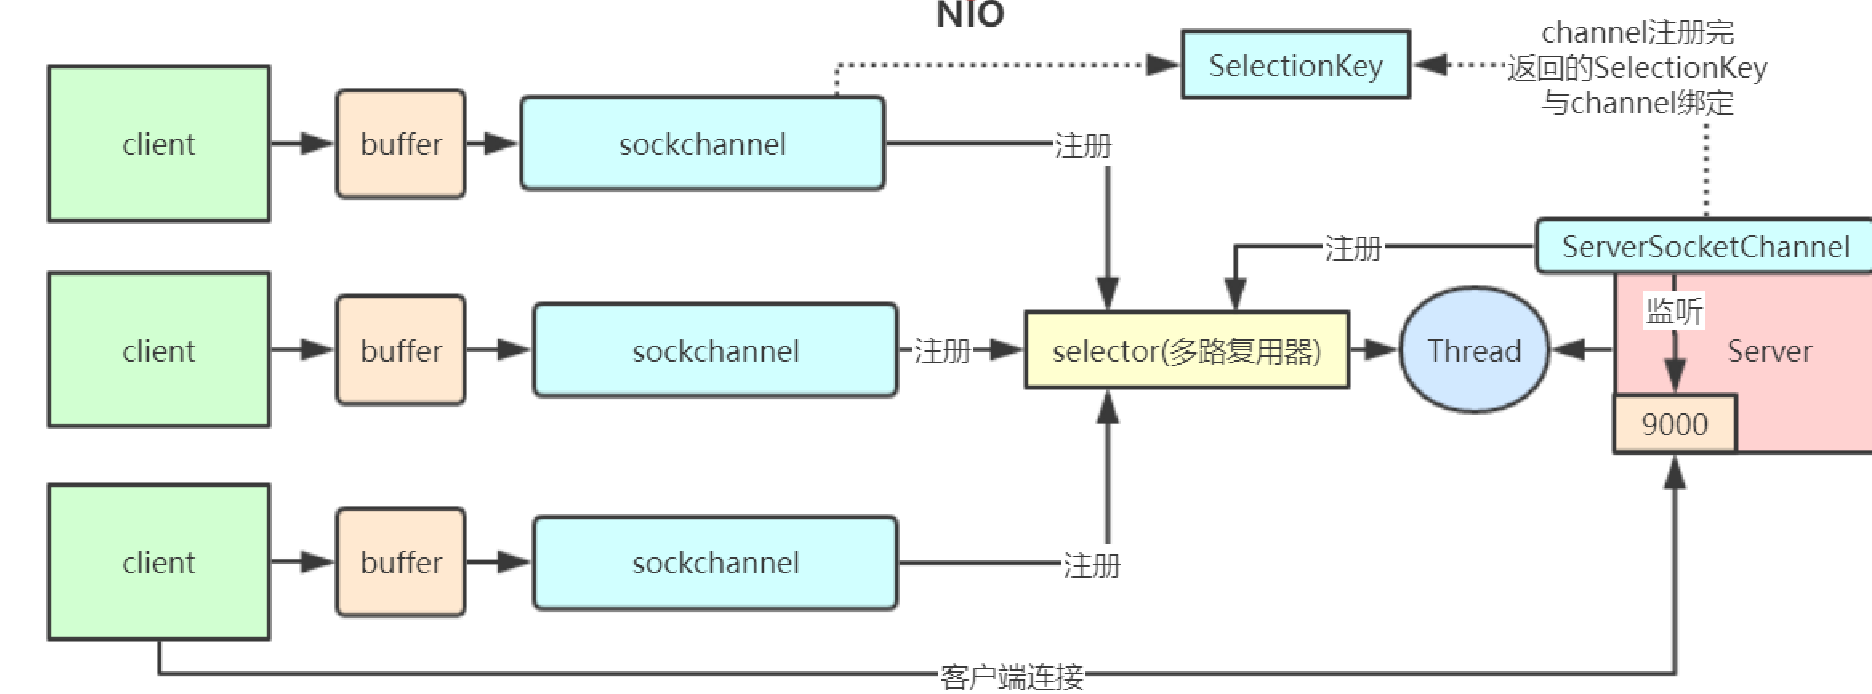 NIO
channel注册完
返回的SelectionKey
与channel绑定
SelectionKey
client
buffer
sockchannel
注册
注册
ServerSocketChannel
监听
client
buffer
sockchannel
注册
selector(多路复用器)
Thread
Server
9000
client
buffer
sockchannel
注册
客户端连接